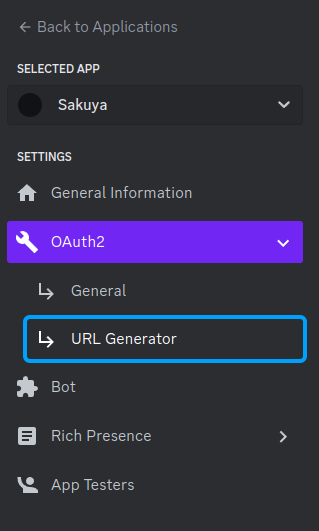 ← Back to Applications
SELECTED APP
Sakuya
SETTINGS
General Information
OAuth2
General
URL Generator
Bot
Rich Presence
App Testers